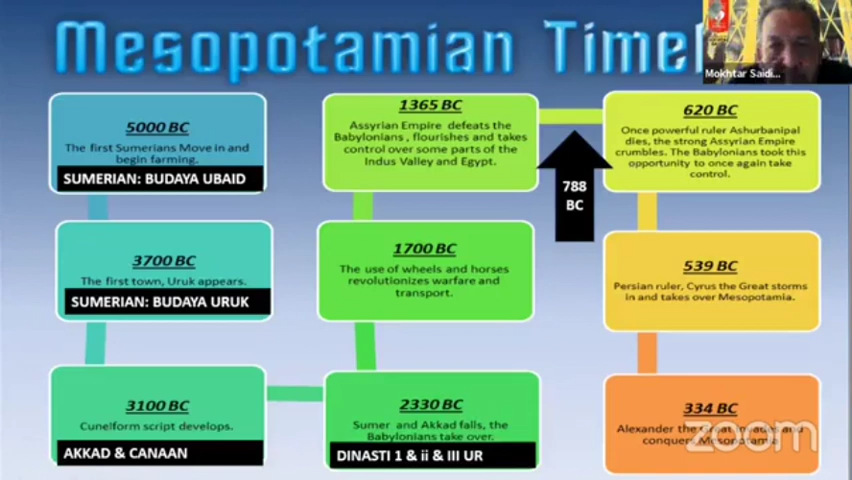 Mesopotamian Timel
Mokhtar Saidi...
5000 BC
The first Sumerians Move in and
begin farming.
SUMERIAN: BUDAYA UBAID
3700 BC
The first town, Uruk appears.
SUMERIAN: BUDAYA URUK
3100 BC
Cuneiform script develops.
AKKAD & CANAAN
2330 BC
Sumer and Akkad falls, the
Babylonians take over.
DINASTI 1 & ii & III UR
1700 BC
The use of wheels and horses
revolutionizes warfare and
transport.
1365 BC
Assyrian Empire defeats the
Babylonians , flourishes and takes
control over some parts of the
Indus Valley and Egypt.
788
BC
620 BC
Once powerful ruler Ashurbanipal
dies, the strong Assyrian Empire
crumbles. The Babylonians took this
opportunity to once again take
control.
539 BC
Persian ruler, Cyrus the Great storms
in and takes over Mesopotamia.
334 BC
Alexander the Great invades and
conquers Mesopotamia
zoom